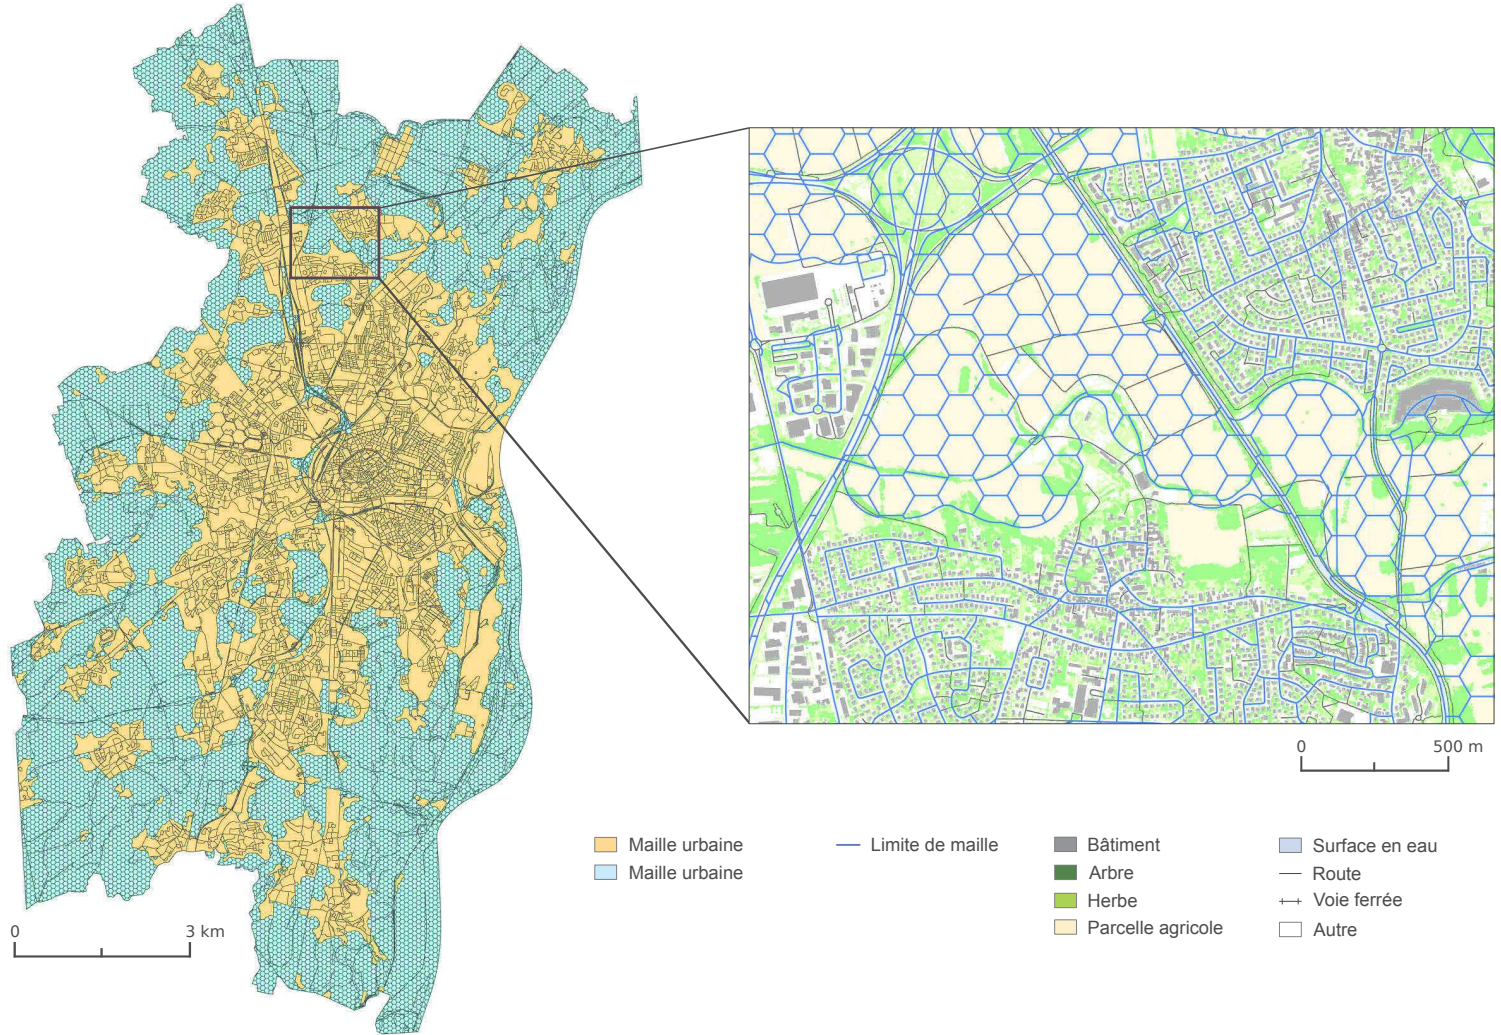 0 500 m
Maille urbaine
Maille urbaine
Limite de maille
Bâtiment
Arbre
Herbe
Parcelle agricole
Surface en eau
Route
Voie ferrée
Autre
0 3 km